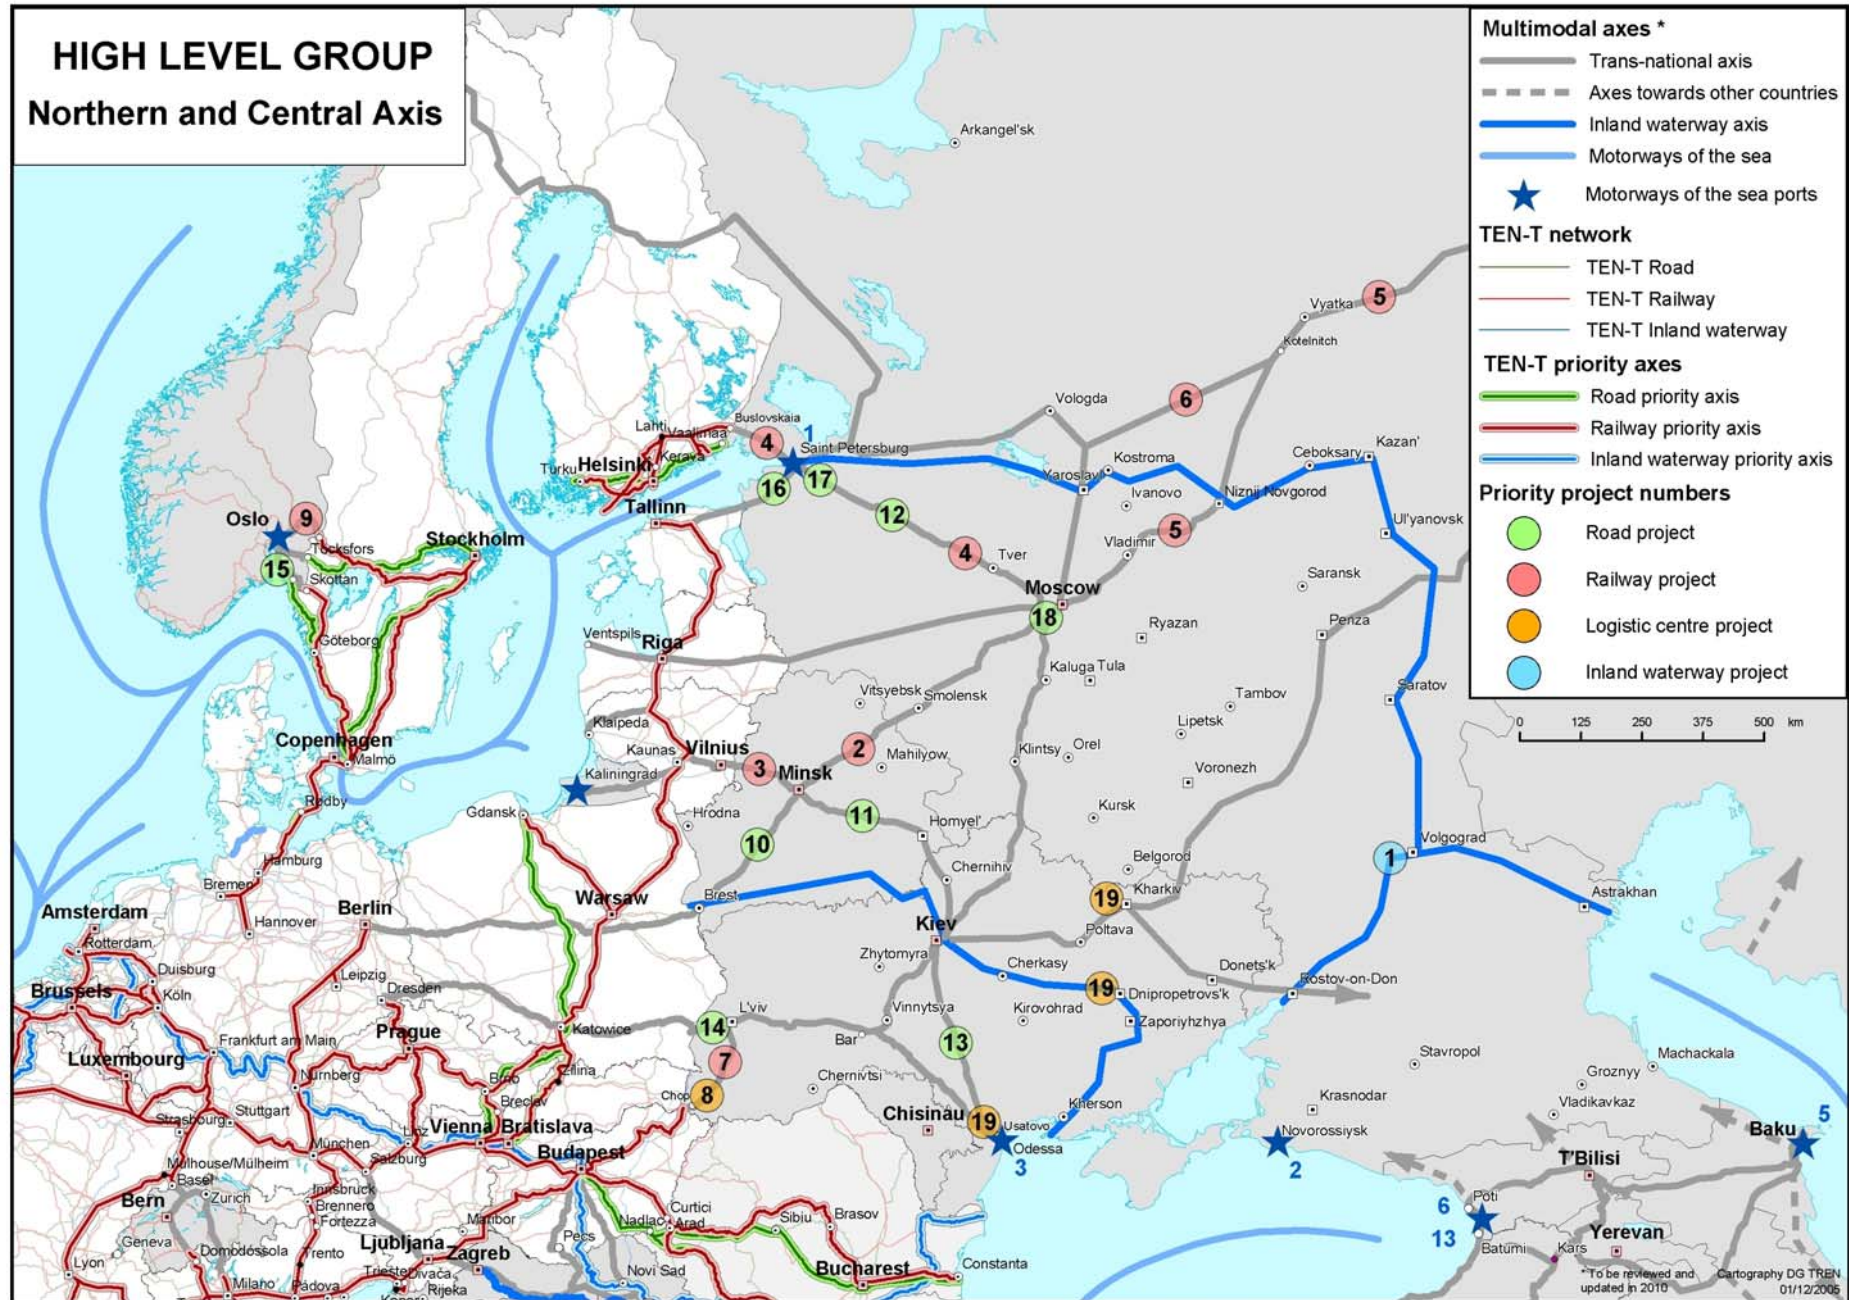 HIGH LEVEL GROUP
Northern and Central Axis
Multimodal axes *
Trans-national axis
Axes towards other countries
Inland waterway axis
Motorways of the sea
Motorways of the sea ports
TEN-T network
TEN-T Road
TEN-T Railway
TEN-T Inland waterway
TEN-T priority axes
Road priority axis
Railway priority axis
Inland waterway priority axis
Priority project numbers
Road project
Railway project
Logistic centre project
Inland waterway project
0 125 250 375 500 km
Arkangel'sk
Vyatka
5
Kotelnitch
6
Vologda
Buslovskaia
Lahti
Vaalimaa
4
1
Saint Petersburg
Kerava
Helsinki
Turku
16
17
Tallinn
12
Yaroslavl
Kostroma
Ceboksary
Kazan'
Ivanovo
Niznij Novgorod
Oslo
9
Töcksfors
15
Skottan
Stockholm
4
Tver
Vladimir
5
Ul'yanovsk
Moscow
18
Saransk
Göteborg
Ventspils
Riga
Ryazan
Penza
Kaluga
Tula
Vitsyebsk
Smolensk
Tambov
Saratov
Klaipeda
Lipetsk
Copenhagen
Malmö
Kaunas
Vilnius
3
2
Mahilyow
Minsk
Klintsy
Orel
Kaliningrad
Voronezh
Rødby
Gdansk
Hrodna
11
10
Homyel'
Kursk
Volgograd
1
Hamburg
Bremen
Hannover
Berlin
Warsaw
Brest
Chernihiv
Belgorod
Kharkiv
19
Astrakhan
Amsterdam
Rotterdam
Kiev
Poltava
Zhytomyra
Duisburg
Leipzig
Dresden
Cherkasy
Donets'k
Rostov-on-Don
Brussels
Köln
19
Dnipropetrovs'k
Kirovohrad
Zaporiyhzhya
Vinnytsya
L'viv
14
Katowice
Prague
Frankfurt am Main
Bar
13
7
Luxembourg
Nürnberg
Brno
Zilina
Stavropol
Machackala
Chernivtsi
8
Chop
Groznyy
Breclav
Strasbourg
Stuttgart
Krasnodar
Vladikavkaz
Kherson
Chisinau
19
Usatovo
Odessa
3
Vienna
Bratislava
Linz
München
Budapest
Salzburg
Novorossiysk
2
Baku
5
T'Bilisi
Mulhouse/Mülheim
Basel
Zurich
Bern
Innsbruck
Brennero
Fortezza
6
Poti
13
Batumi
Kars
Yerevan
Curtici
Arad
Nadlac
Sibiu
Brasov
Maribor
Pecs
Geneva
Domodóssola
Trento
Ljubljana
Zagreb
Lyon
Milano
Pádova
Trieste
Divača
Rijeka
Novi Sad
Bucharest
Constanta
* To be reviewed and
updated in 2010
Cartography DG TREN
01/12/2005